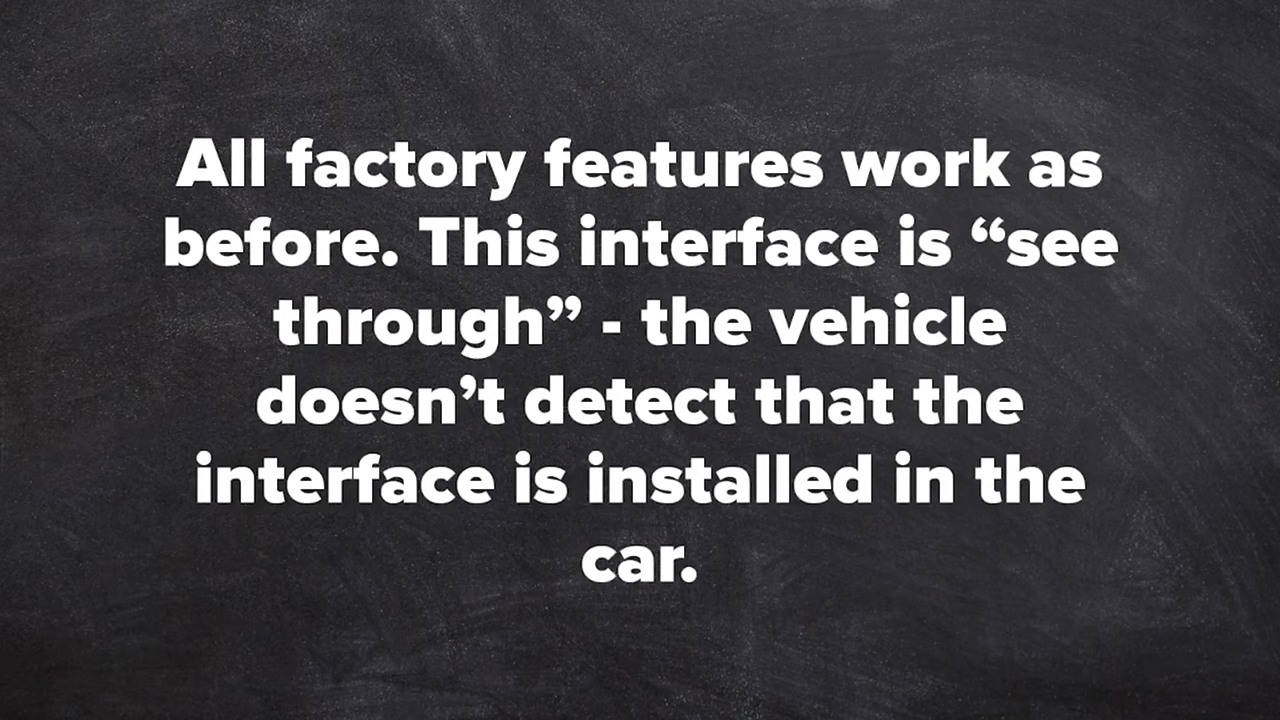 All factory features work as
before. This interface is “see
through” - the vehicle
doesn’t detect that the
interface is installed in the
car.